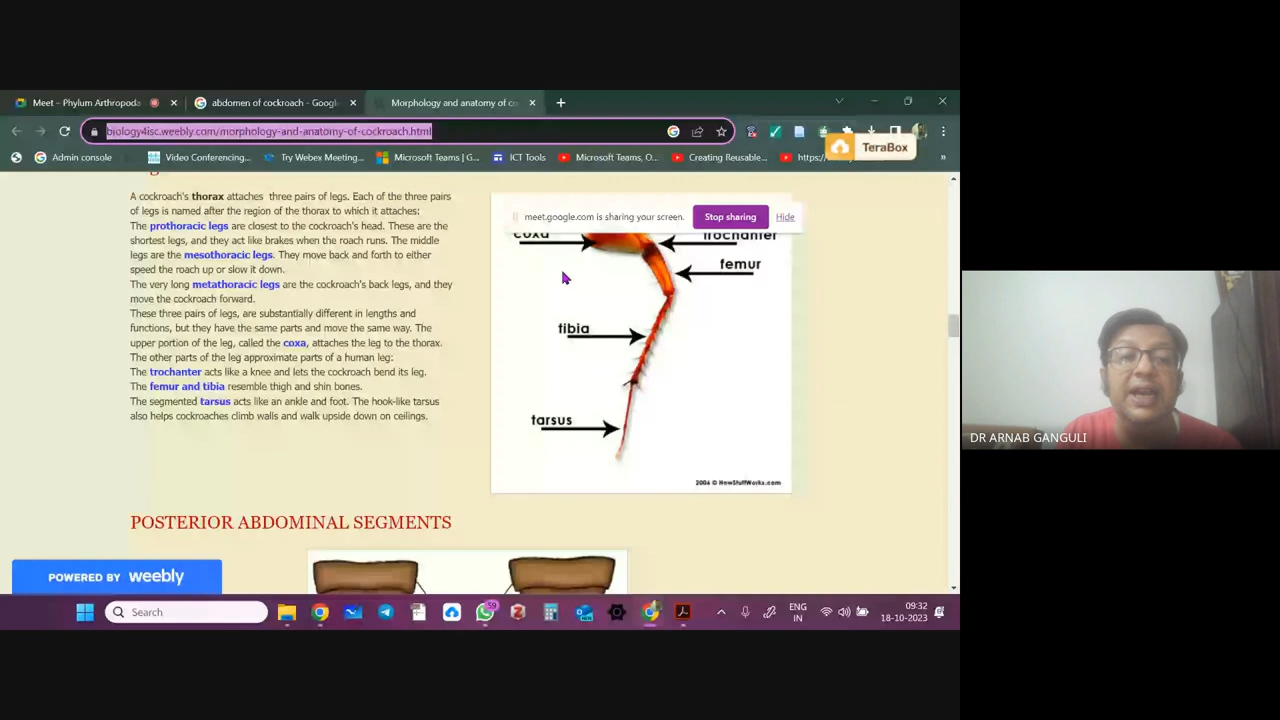 Meet – Phylum Arthropoda
abdomen of cockroach - Googl
Morphology and anatomy of co
biology4isc.weebly.com/morphology-and-anatomy-of-cockroach.html
Admin console
Video Conferencing...
Try Webex Meeting...
Microsoft Teams | G...
ICT Tools
Microsoft Teams, O...
Creating Reusable...
https://
TeraBox
A cockroach's thorax attaches three pairs of legs. Each of the three pairs
of legs is named after the region of the thorax to which it attaches:
The prothoracic legs are closest to the cockroach's head. These are the
shortest legs, and they act like brakes when the roach runs. The middle
legs are the mesothoracic legs. They move back and forth to either
speed the roach up or slow it down.
The very long metathoracic legs are the cockroach's back legs, and they
move the cockroach forward.
These three pairs of legs, are substantially different in lengths and
functions, but they have the same parts and move the same way. The
upper portion of the leg, called the coxa, attaches the leg to the thorax.
The other parts of the leg approximate parts of a human leg:
The trochanter acts like a knee and lets the cockroach bend its leg.
The femur and tibia resemble thigh and shin bones.
The segmented tarsus acts like an ankle and foot. The hook-like tarsus
also helps cockroaches climb walls and walk upside down on ceilings.
meet.google.com is sharing your screen.
Stop sharing
Hide
coxa
trochanter
femur
tibia
tarsus
2006 © HowStuffWorks.com
POSTERIOR ABDOMINAL SEGMENTS
POWERED BY weebly
DR ARNAB GANGULI
Search
59
ENG
IN
09:32
18-10-2023